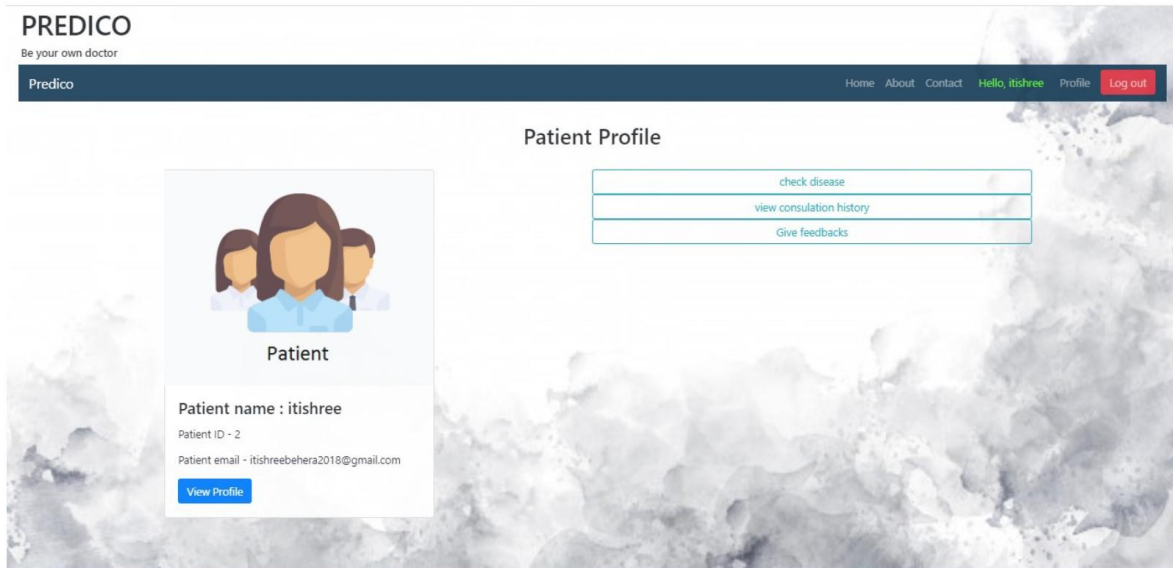 PREDICO
Be your own doctor
Predico
Home About Contact Hello, itishree Profile Log out
Patient Profile
check disease
view consulation history
Give feedbacks
Patient
Patient name : itishree
Patient ID - 2
Patient email - itishreebehera2018@gmail.com
View Profile